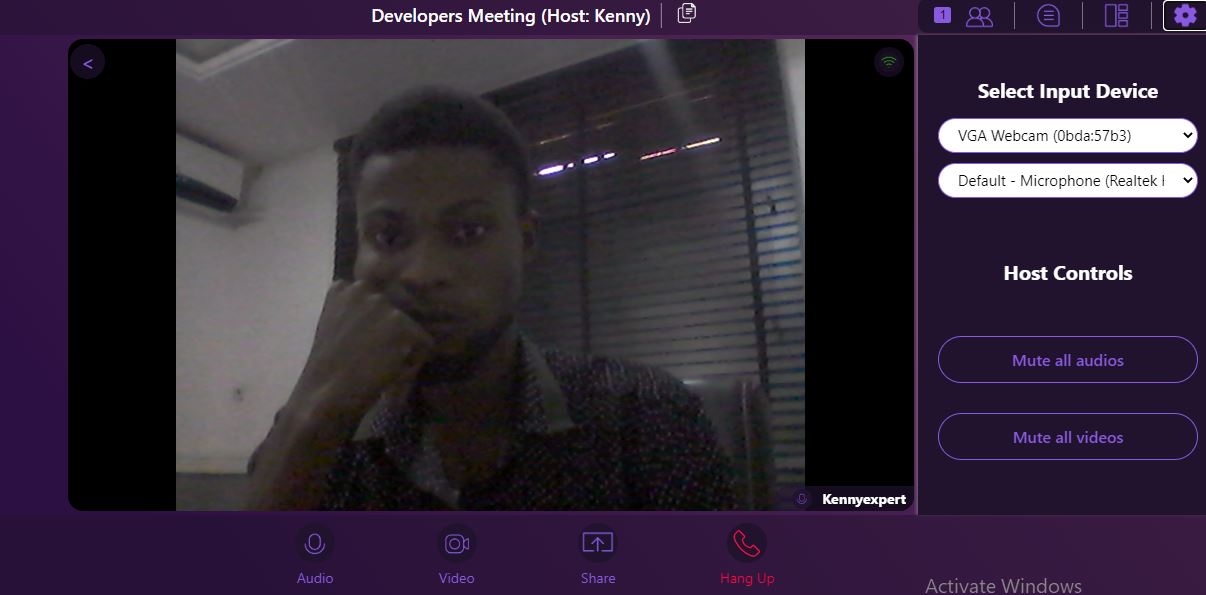 Developers Meeting (Host: Kenny)
1
<
Select Input Device
VGA Webcam (0bda:57b3)
Default - Microphone (Realtek
Host Controls
Mute all audios
Mute all videos
Kennyexpert
Audio
Video
Share
Hang Up
Activate Windows